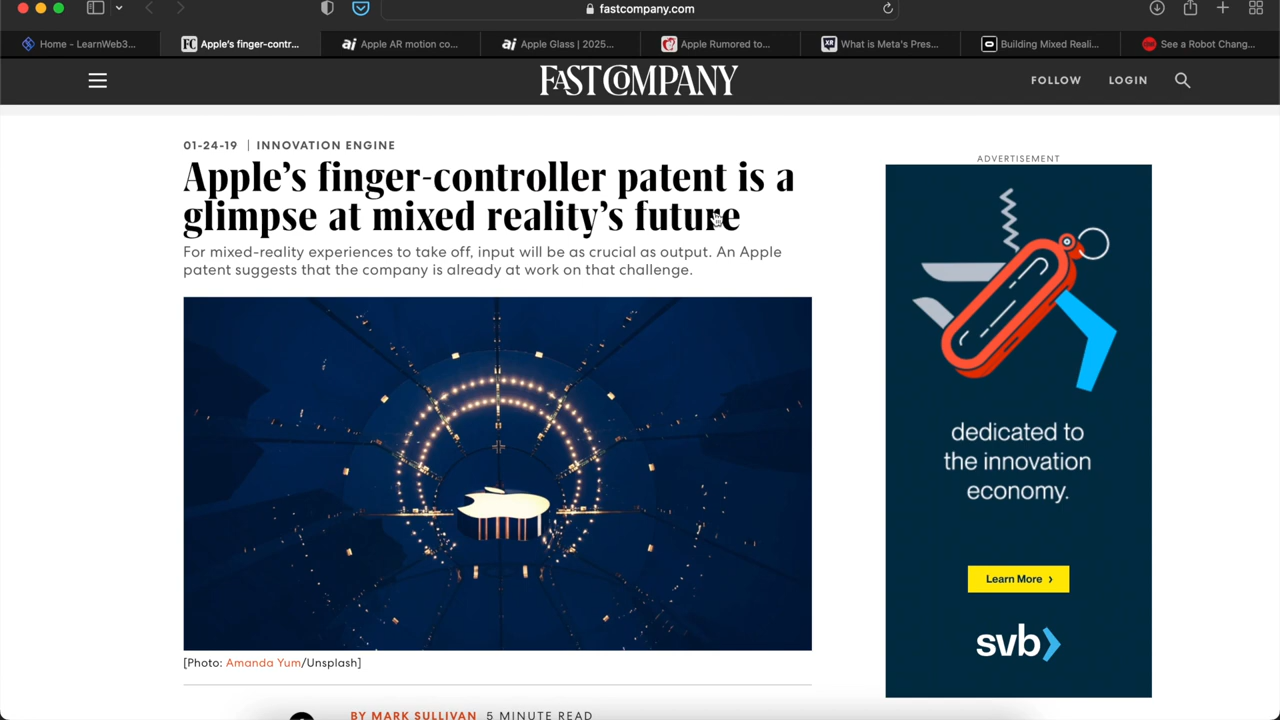 fastcompany.com
Home - LearnWeb3...
FC Apple's finger-contr...
ai Apple AR motion co...
ai Apple Glass | 2025...
Apple Rumored to...
XR What is Meta's Pres...
Building Mixed Reali...
See a Robot Chang...
FAST COMPANY
FOLLOW
LOGIN
01-24-19 | INNOVATION ENGINE
Apple's finger-controller patent is a
glimpse at mixed reality's future
For mixed-reality experiences to take off, input will be as crucial as output. An Apple
patent suggests that the company is already at work on that challenge.
[Photo: Amanda Yum/Unsplash]
BY MARK SULLIVAN 5 MINUTE READ
ADVERTISEMENT
dedicated to
the innovation
economy.
Learn More ›
svb